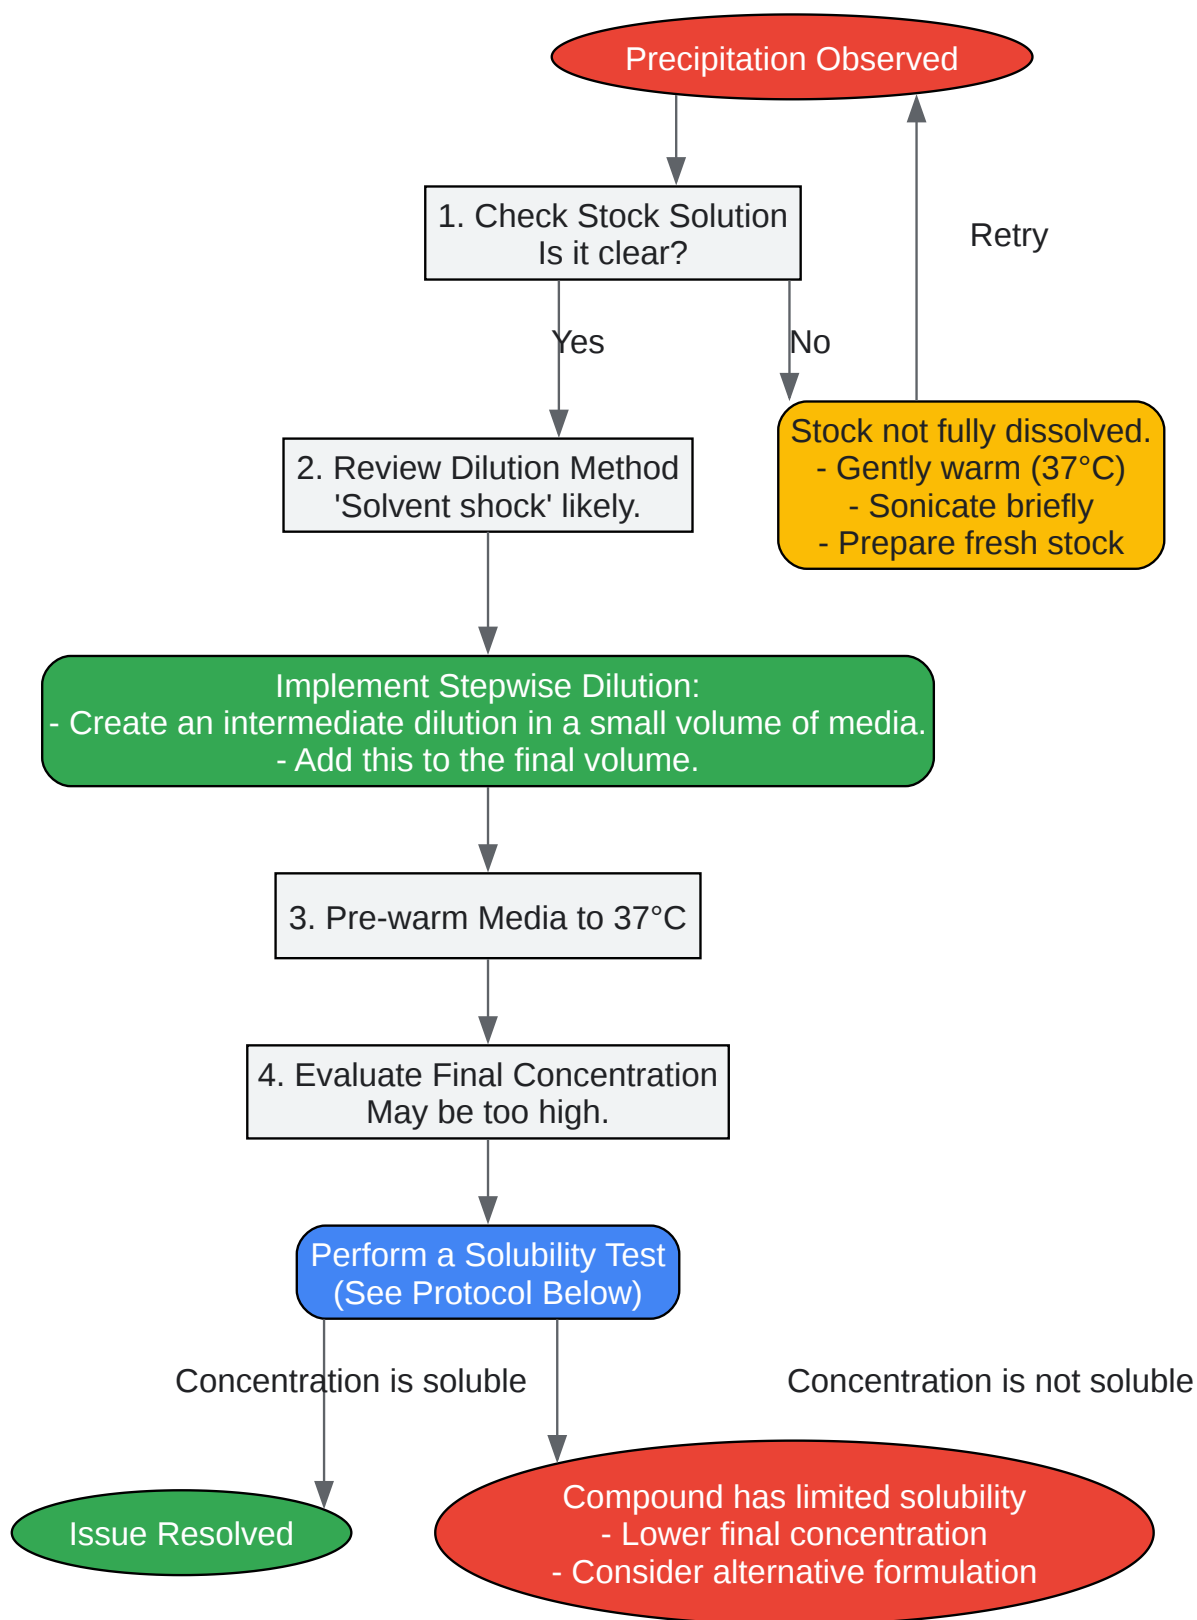 Precipitation Observed
1. Check Stock Solution
Is it clear?
Retry
Yes
No
Stock not fully dissolved.
- Gently warm (37°C)
- Sonicate briefly
- Prepare fresh stock
2. Review Dilution Method
'Solvent shock' likely.
Implement Stepwise Dilution:
- Create an intermediate dilution in a small volume of media.
- Add this to the final volume.
3. Pre-warm Media to 37°C
4. Evaluate Final Concentration
May be too high.
Perform a Solubility Test
(See Protocol Below)
Concentration is soluble
Concentration is not soluble
Issue Resolved
Compound has limited solubility
- Lower final concentration
- Consider alternative formulation